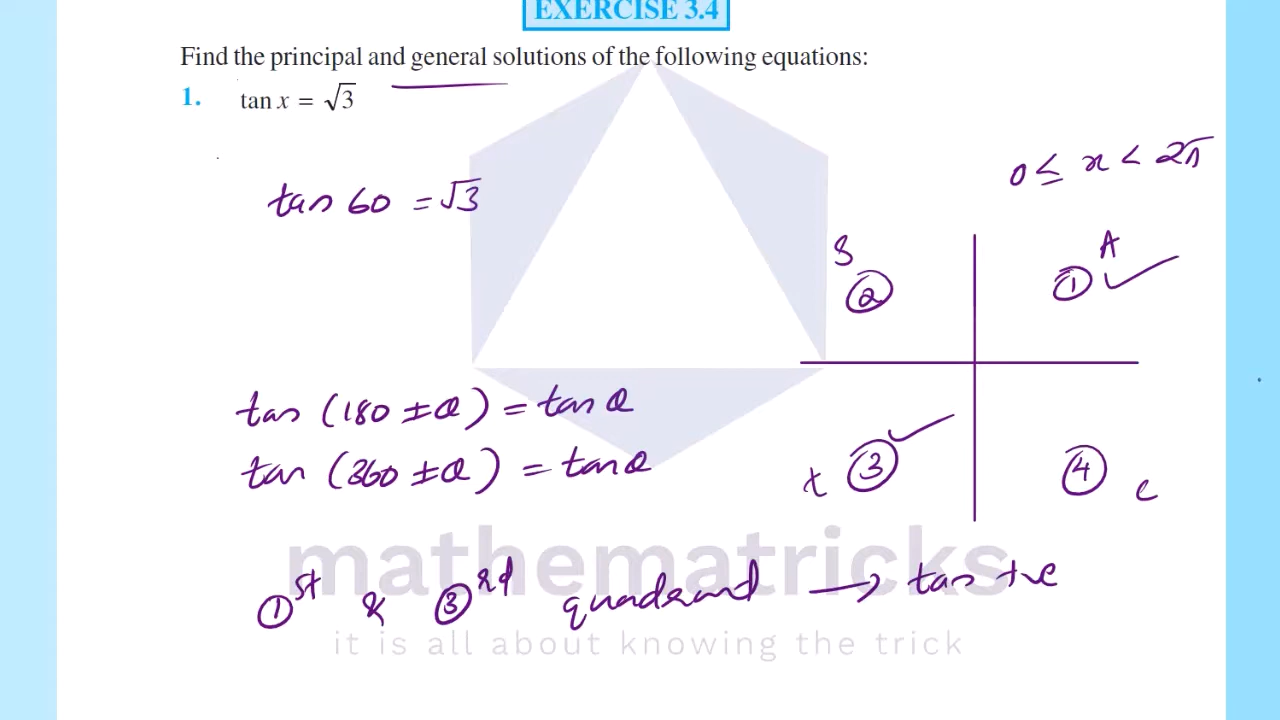 EXERCISE 3.4
Find the principal and general solutions of the following equations:
1. tan x = √3
0 ≤ x < 2π
tan 60 = √3
S
A
② 
①
tan (180 ± θ) = tan θ
tan (360 ± θ) = tan θ
t ③
④ c
mathematricks
①st & ③rd quadrand → tan +ve
it is all about knowing the trick